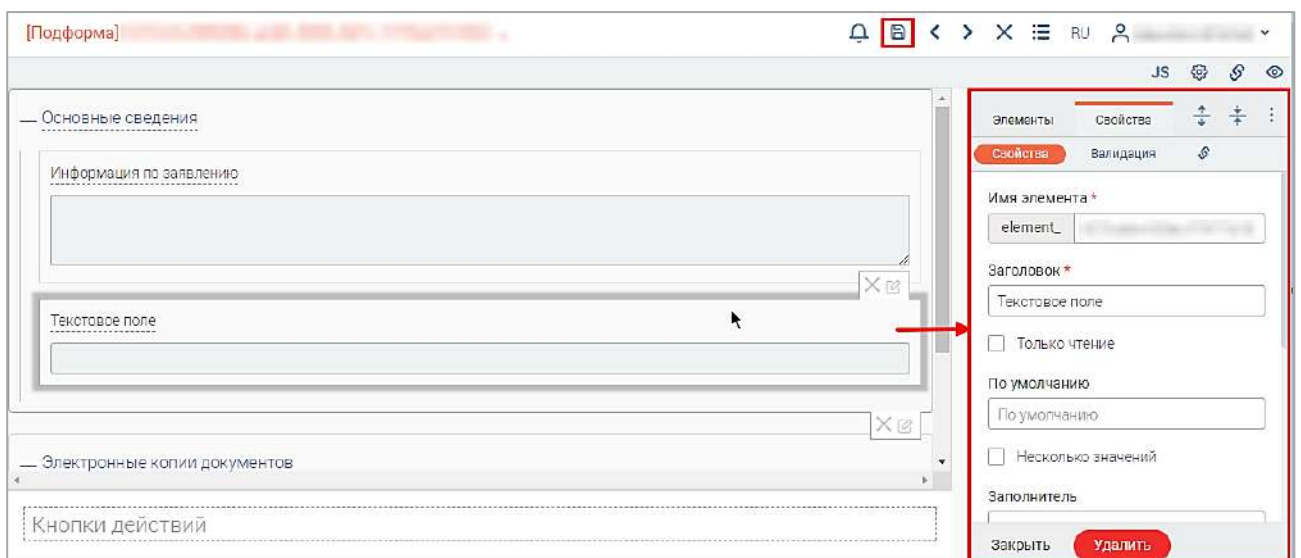 [Подформа]
RU
JS
Основные сведения
Информация по заявлению
Текстовое поле
Электронные копии документов
Кнопки действий
Элементы Свойства
Свойства Валидация
Имя элемента *
element_
Заголовок *
Текстовое поле
Только чтение
По умолчанию
По умолчанию
Несколько значений
Заполнитель
Закрыть Удалить